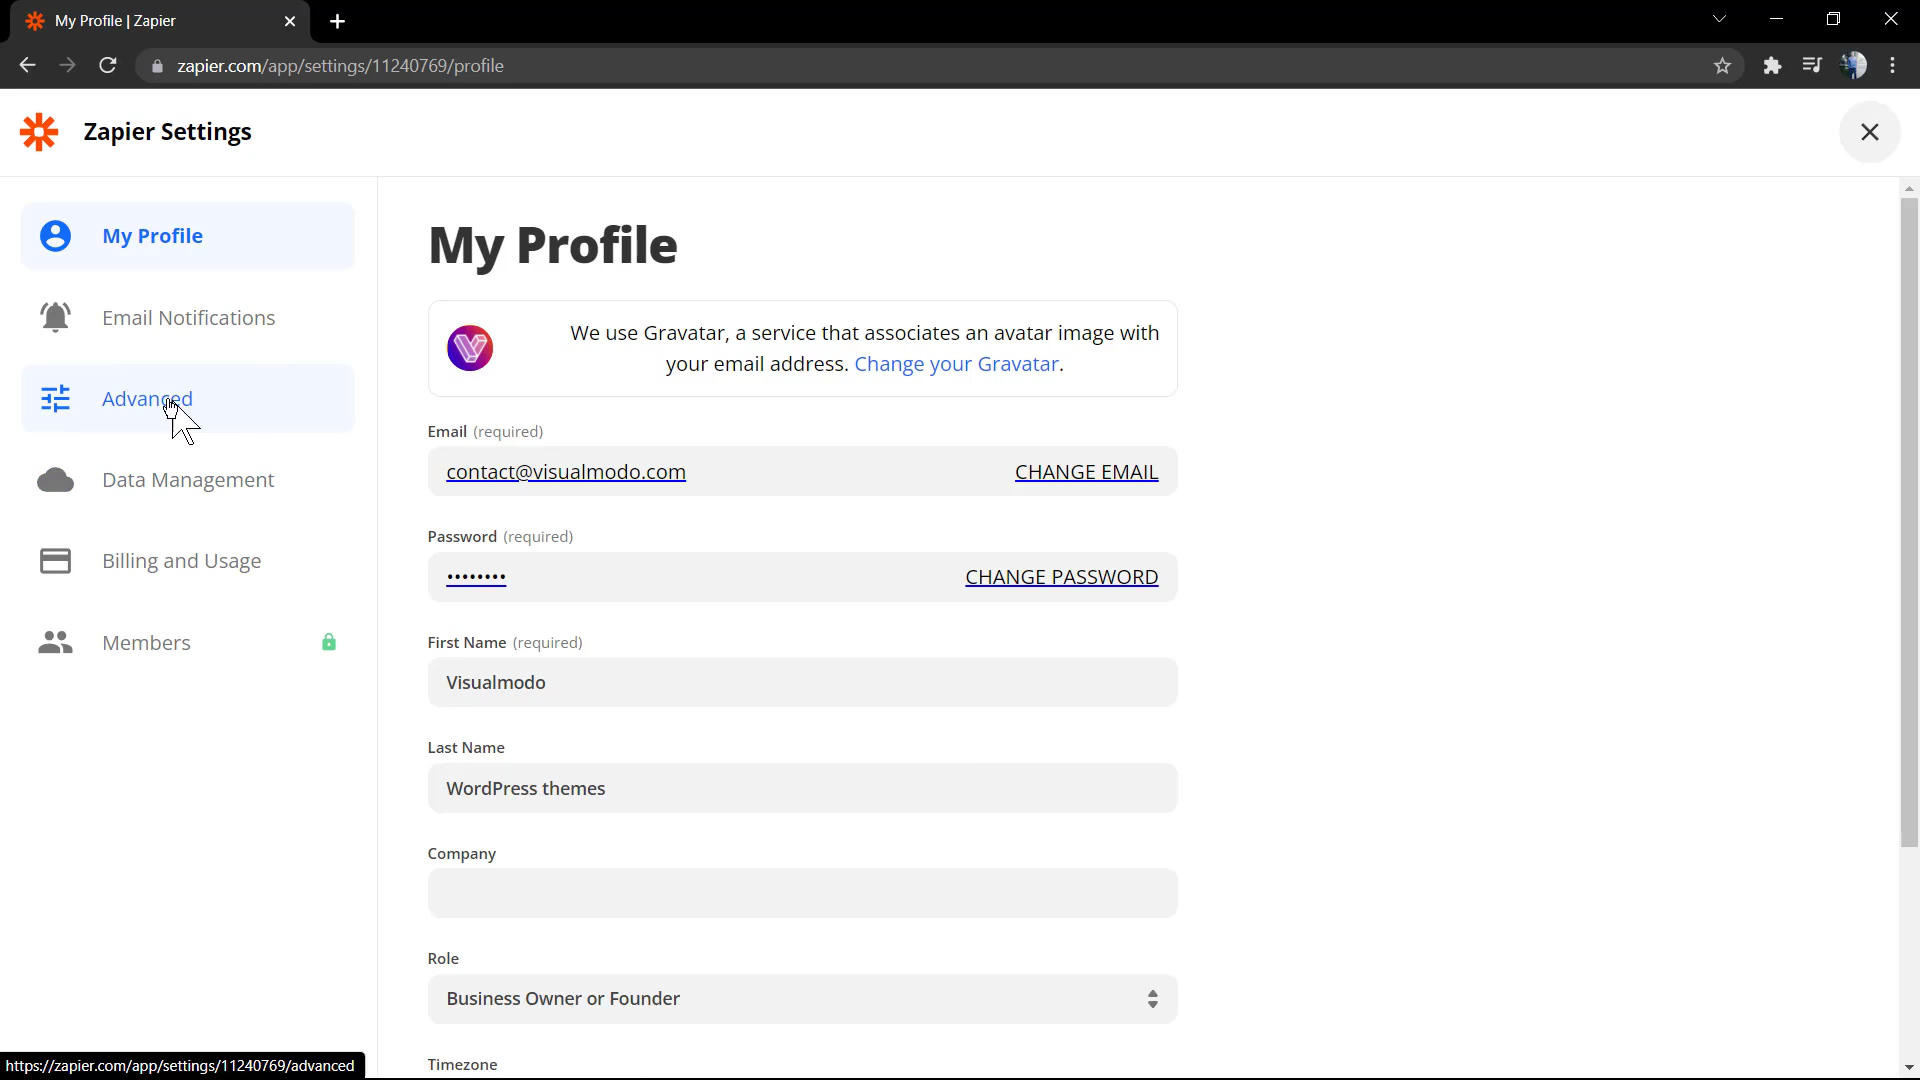 My Profile | Zapier
zapier.com/app/settings/11240769/profile
Zapier Settings
My Profile
Email Notifications
Advanced
Data Management
Billing and Usage
Members
My Profile
We use Gravatar, a service that associates an avatar image with
your email address. Change your Gravatar.
Email (required)
contact@visualmodo.com CHANGE EMAIL
Password (required)
•••••••• CHANGE PASSWORD
First Name (required)
Visualmodo
Last Name
WordPress themes
Company
Role
Business Owner or Founder
Timezone
https://zapier.com/app/settings/11240769/advanced